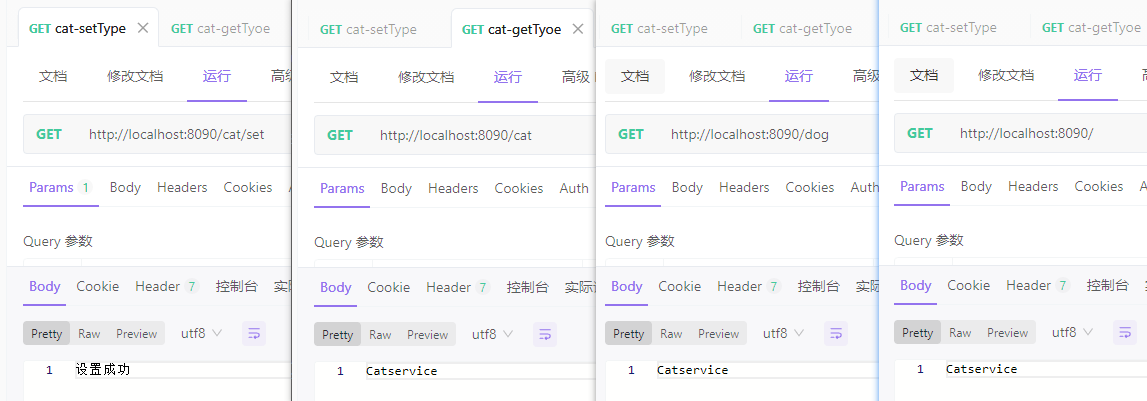 GET cat-setType × GET cat-getTyoe
文档 修改文档 运行 高级
GET http://localhost:8090/cat/set
Params 1 Body Headers Cookies
Query 参数
Body Cookie Header 7 控制台 实际
Pretty Raw Preview utf8
1 设置成功
GET cat-setType GET cat-getTyoe ×
文档 修改文档 运行 高级
GET http://localhost:8090/cat
Params Body Headers Cookies Auth
Query 参数
Body Cookie Header 7 控制台 实际
Pretty Raw Preview utf8
1 Catservice
GET cat-setType GET cat-getTyoe
文档 修改文档 运行 高级
GET http://localhost:8090/dog
Params Body Headers Cookies Auth
Query 参数
Body Cookie Header 7 控制台 实际
Pretty Raw Preview utf8
1 Catservice
GET cat-setType GET cat-getTyoe
文档 修改文档 运行
GET http://localhost:8090/
Params Body Headers Cookies A
Query 参数
Body Cookie Header 7 控制台 实际
Pretty Raw Preview utf8
1 Catservice